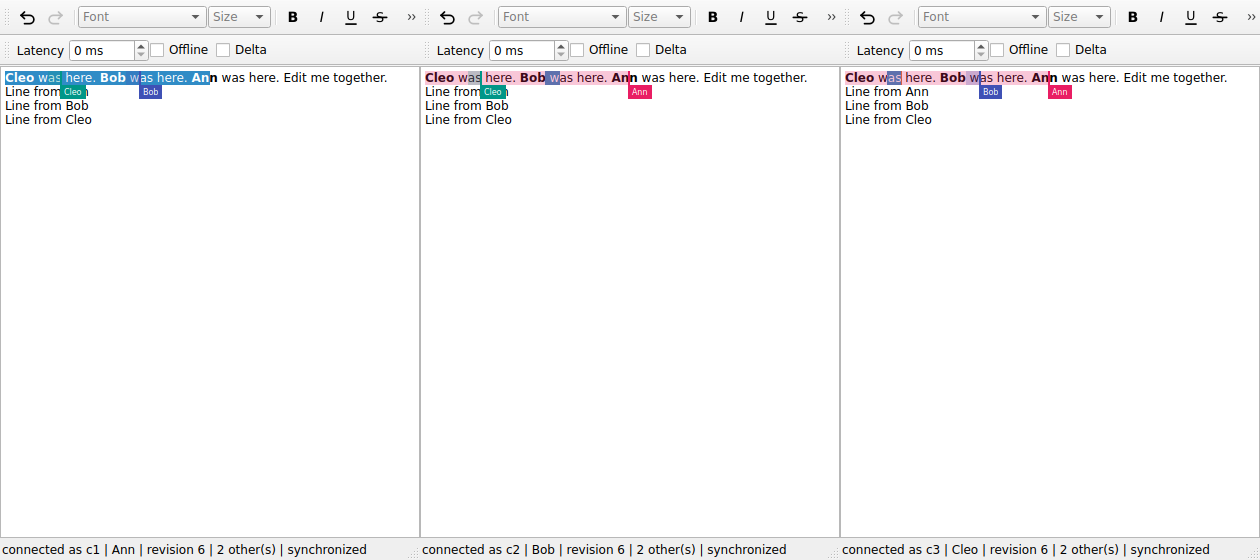 Font Size B I U S »
Latency 0 ms Offline Delta
Cleo was here. Bob was here. Ann was here. Edit me together.
Line from
Cleo Bob
Line from Bob
Line from Cleo
connected as c1 | Ann | revision 6 | 2 other(s) | synchronized
Font Size B I U S »
Latency 0 ms Offline Delta
Cleo was here. Bob was here. Ann was here. Edit me together.
Line from
Cleo Ann
Line from Bob
Line from Cleo
connected as c2 | Bob | revision 6 | 2 other(s) | synchronized
Font Size B I U S »
Latency 0 ms Offline Delta
Cleo was here. Bob was here. Ann was here. Edit me together.
Line from Ann
Bob Ann
Line from Bob
Line from Cleo
connected as c3 | Cleo | revision 6 | 2 other(s) | synchronized